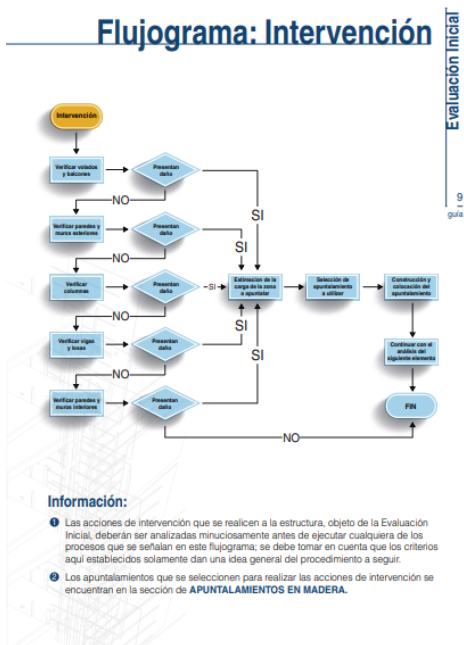 Flujograma: Intervención
Evaluación Inicial
9
guía
Intervención
Verificar volados
y balcones
Presentan
daño
NO
SI
Verificar paredes y
muros exteriores
Presentan
daño
NO
SI
Verificar
columnas
Presentan
daño
SI
Estimacion de la
carga de la zona
a apuntalar
Selección de
apuntalamiento
a utilizar
Construcción y
colocación del
apuntalamiento
NO
Verificar vigas
y losas
Presentan
daño
SI
Continuar con el
análisis del
siguiente elemento
NO
SI
Verificar paredes y
muros interiores
Presentan
daño
FIN
NO
Información:
1 Las acciones de intervención que se realicen a la estructura, objeto de la Evaluación
Inicial, deberán ser analizadas minuciosamente antes de ejecutar cualquiera de los
procesos que se señalan en este flujograma; se debe tomar en cuenta que los criterios
aquí establecidos solamente dan una idea general del procedimiento a seguir.
2 Los apuntalamientos que se seleccionen para realizar las acciones de intervención se
encuentran en la sección de APUNTALAMIENTOS EN MADERA.